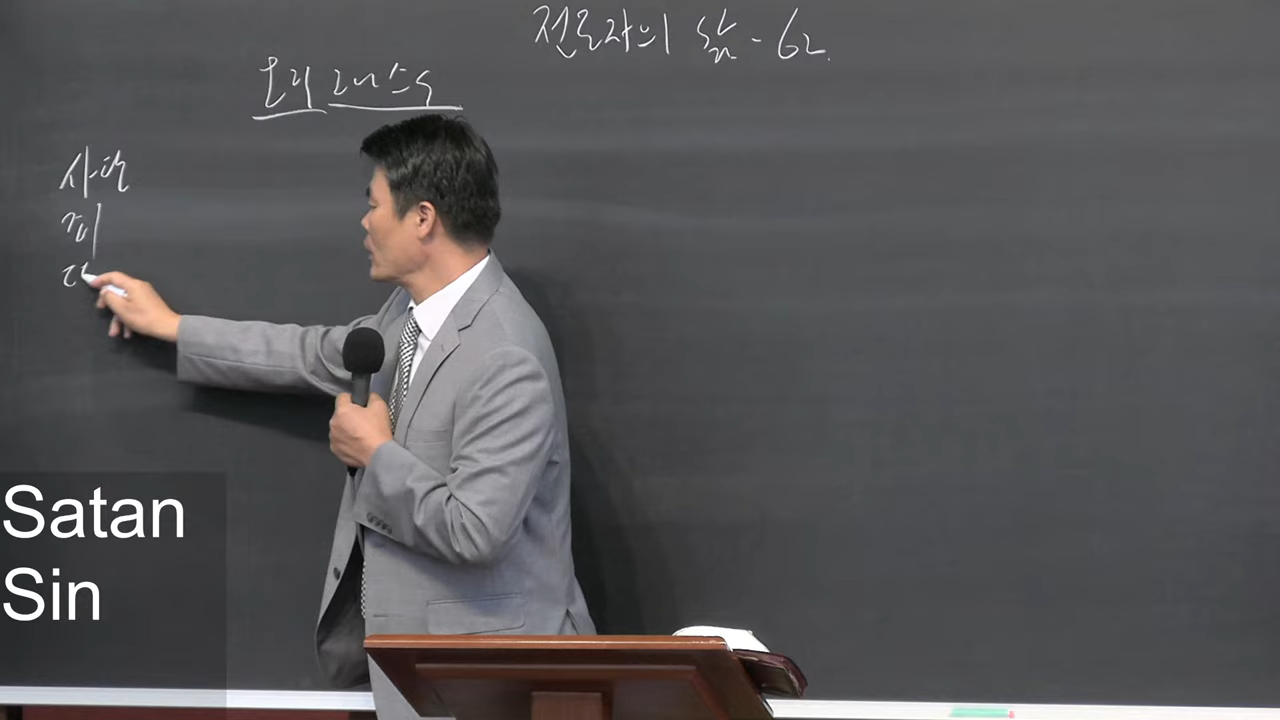 전도자의 삶 - 62
오직 그리스도
사탄
죄
Satan
Sin